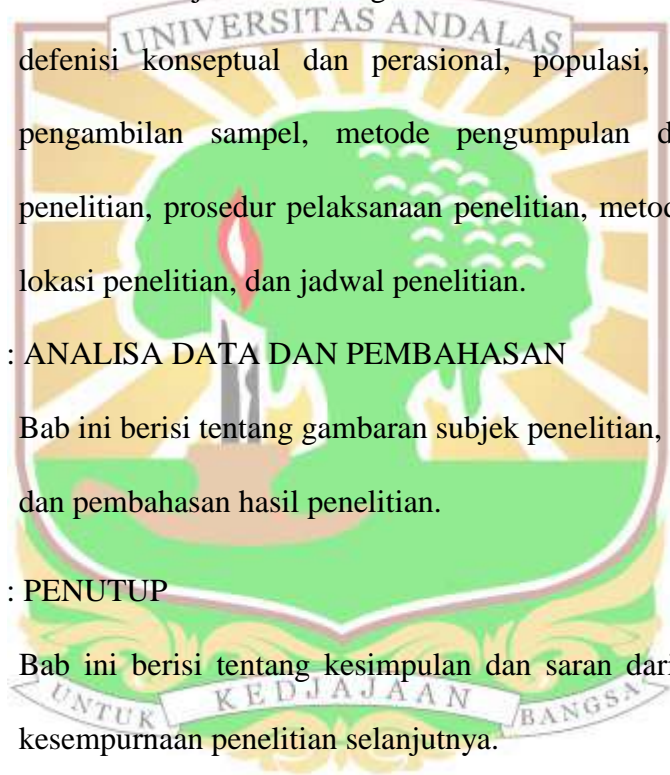 UNIVERSITAS ANDALAS
defenisi konseptual dan perasional, populasi,
pengambilan sampel, metode pengumpulan d
penelitian, prosedur pelaksanaan penelitian, metod
lokasi penelitian, dan jadwal penelitian.
: ANALISA DATA DAN PEMBAHASAN
Bab ini berisi tentang gambaran subjek penelitian,
dan pembahasan hasil penelitian.
: PENUTUP
Bab ini berisi tentang kesimpulan dan saran dari
UNTUK KEDJAJAAN BANGSA
kesempurnaan penelitian selanjutnya.